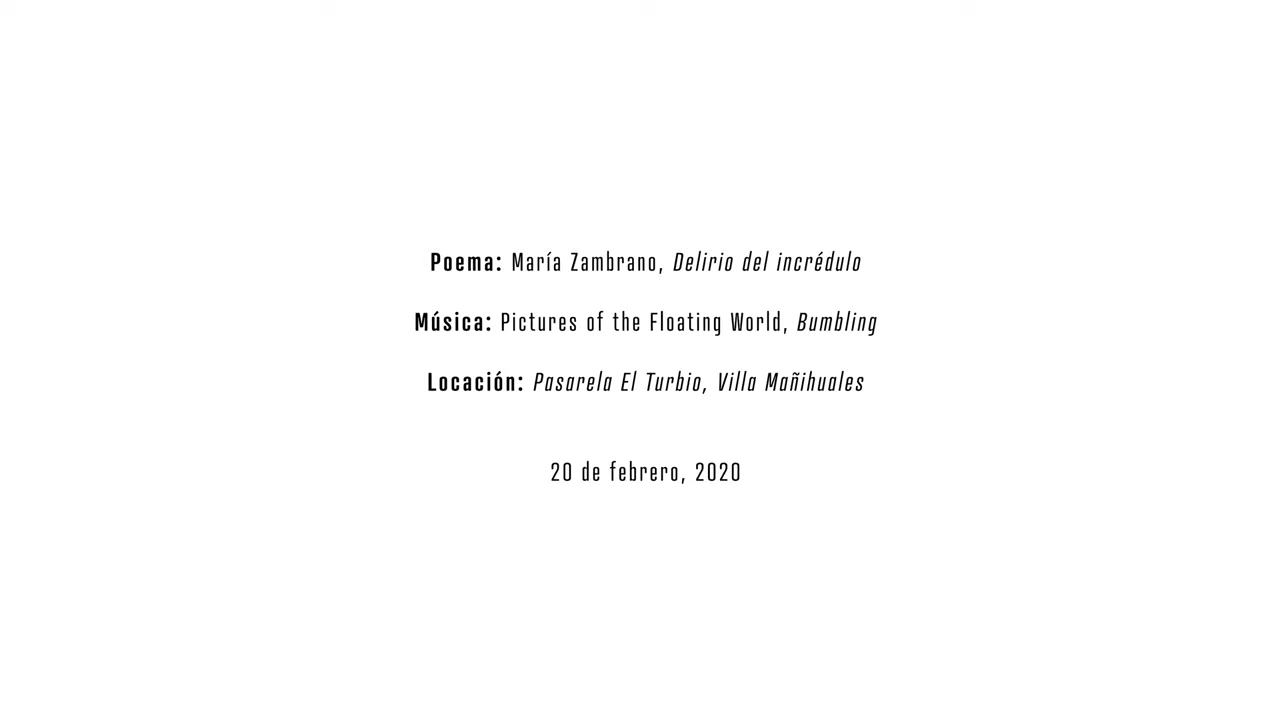 Poema: María Zambrano, Delirio del incrédulo
Música: Pictures of the Floating World, Bumbling
Locación: Pasarela El Turbio, Villa Mañihuales
20 de febrero, 2020